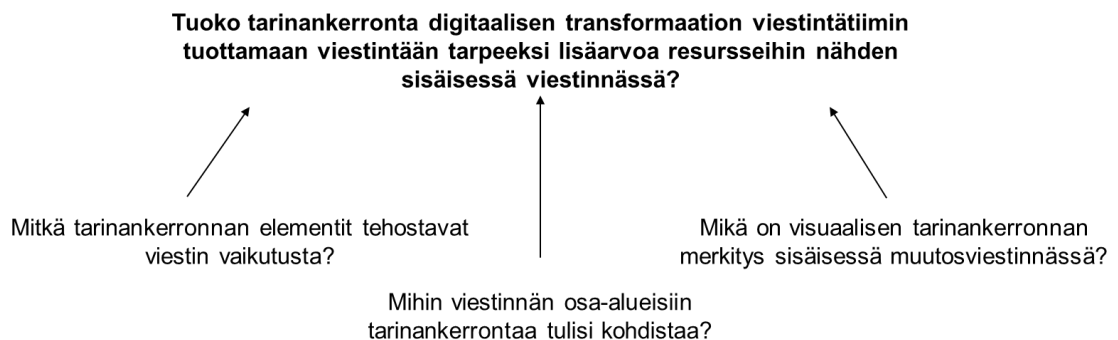 Tuoko tarinankerronta digitaalisen transformaation viestintätiimin
tuottamaan viestintään tarpeeksi lisäarvoa resursseihin nähden
sisäisessä viestinnässä?
Mitkä tarinankerronnan elementit tehostavat
viestin vaikutusta?
Mihin viestinnän osa-alueisiin
tarinankerrontaa tulisi kohdistaa?
Mikä on visuaalisen tarinankerronnan
merkitys sisäisessä muutosviestinnässä?